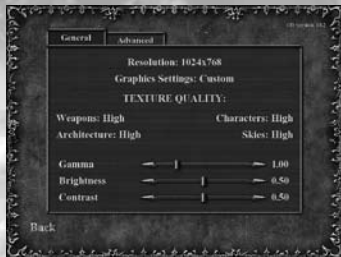 General Advanced
Resolution: 1024x768
Graphics Settings: Custom
TEXTURE QUALITY:
Weapons: High Characters: High
Architecture: High Skies: High
Gamma 1.00
Brightness 0.50
Contrast 0.50
Back